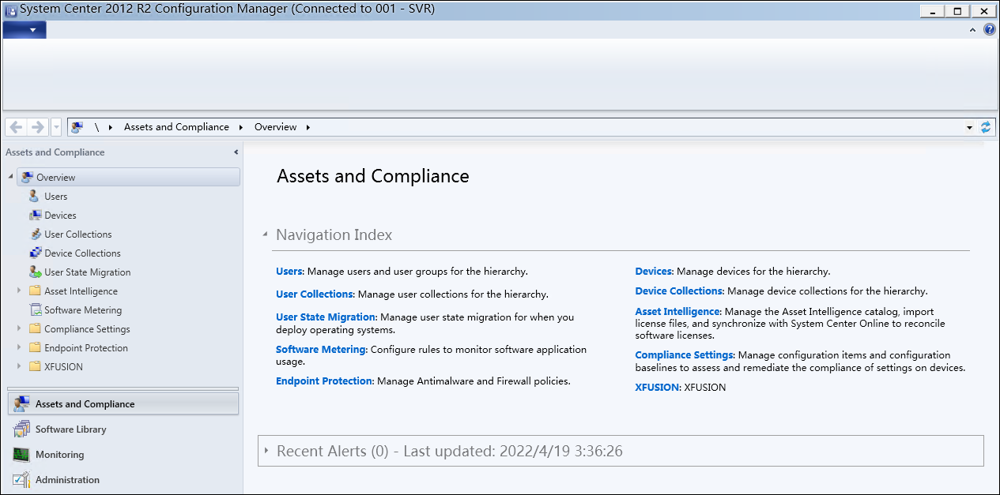 System Center 2012 R2 Configuration Manager (Connected to 001 - SVR)
\ Assets and Compliance Overview
Assets and Compliance
Overview
Users
Devices
User Collections
Device Collections
User State Migration
Asset Intelligence
Software Metering
Compliance Settings
Endpoint Protection
XFUSION
Assets and Compliance
Software Library
Monitoring
Administration
Assets and Compliance
Navigation Index
Users: Manage users and user groups for the hierarchy.
User Collections: Manage user collections for the hierarchy.
User State Migration: Manage user state migration for when you
deploy operating systems.
Software Metering: Configure rules to monitor software application
usage.
Endpoint Protection: Manage Antimalware and Firewall policies.
Devices: Manage devices for the hierarchy.
Device Collections: Manage device collections for the hierarchy.
Asset Intelligence: Manage the Asset Intelligence catalog, import
license files, and synchronize with System Center Online to reconcile
software licenses.
Compliance Settings: Manage configuration items and configuration
baselines to assess and remediate the compliance of settings on devices.
XFUSION: XFUSION
Recent Alerts (0) - Last updated: 2022/4/19 3:36:26